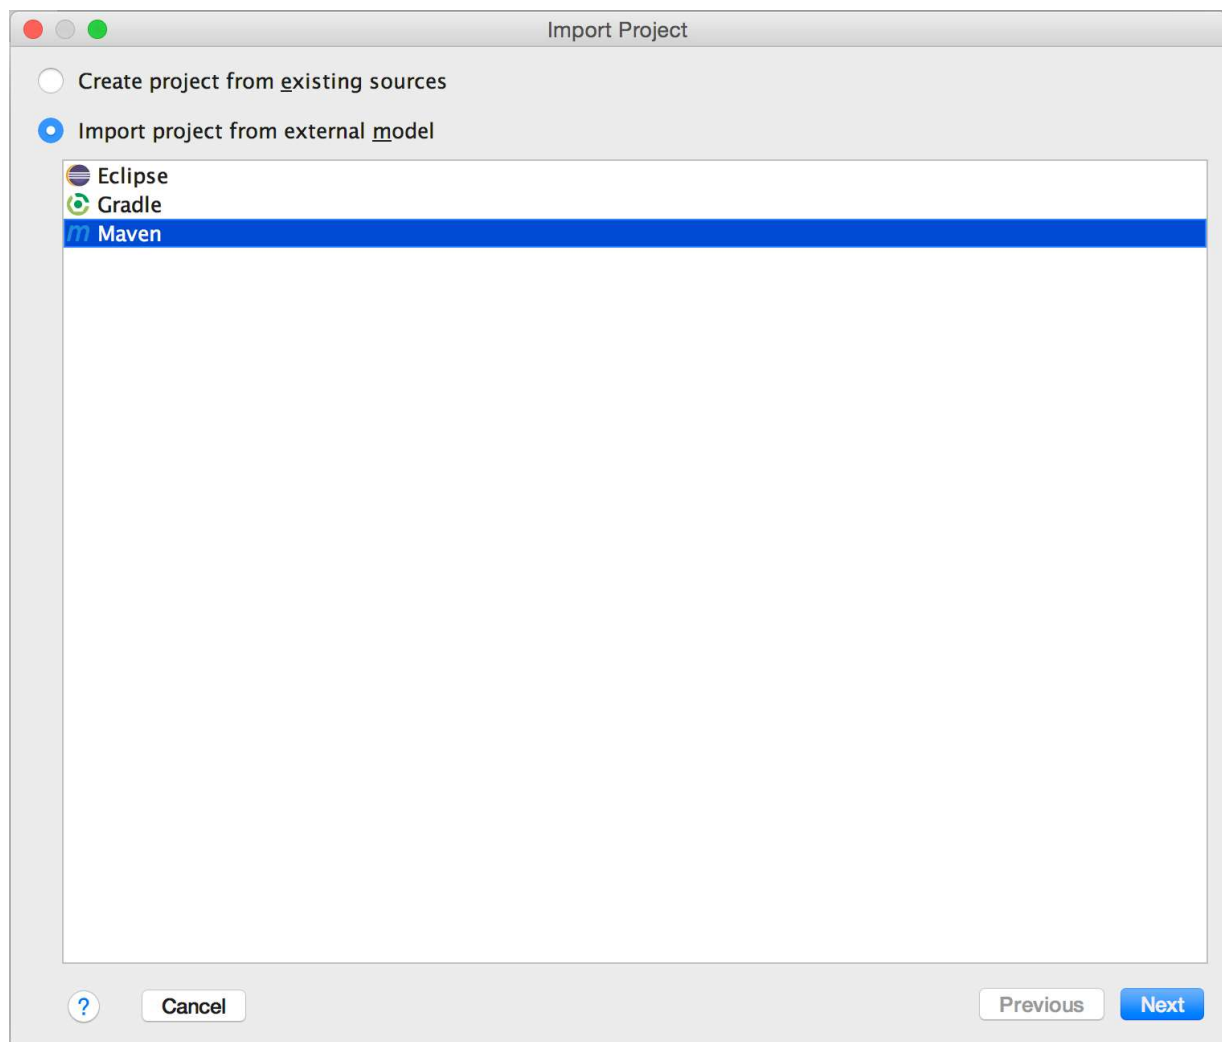 Import Project
Create project from existing sources
Import project from external model
Eclipse
Gradle
m Maven
? Cancel Previous Next